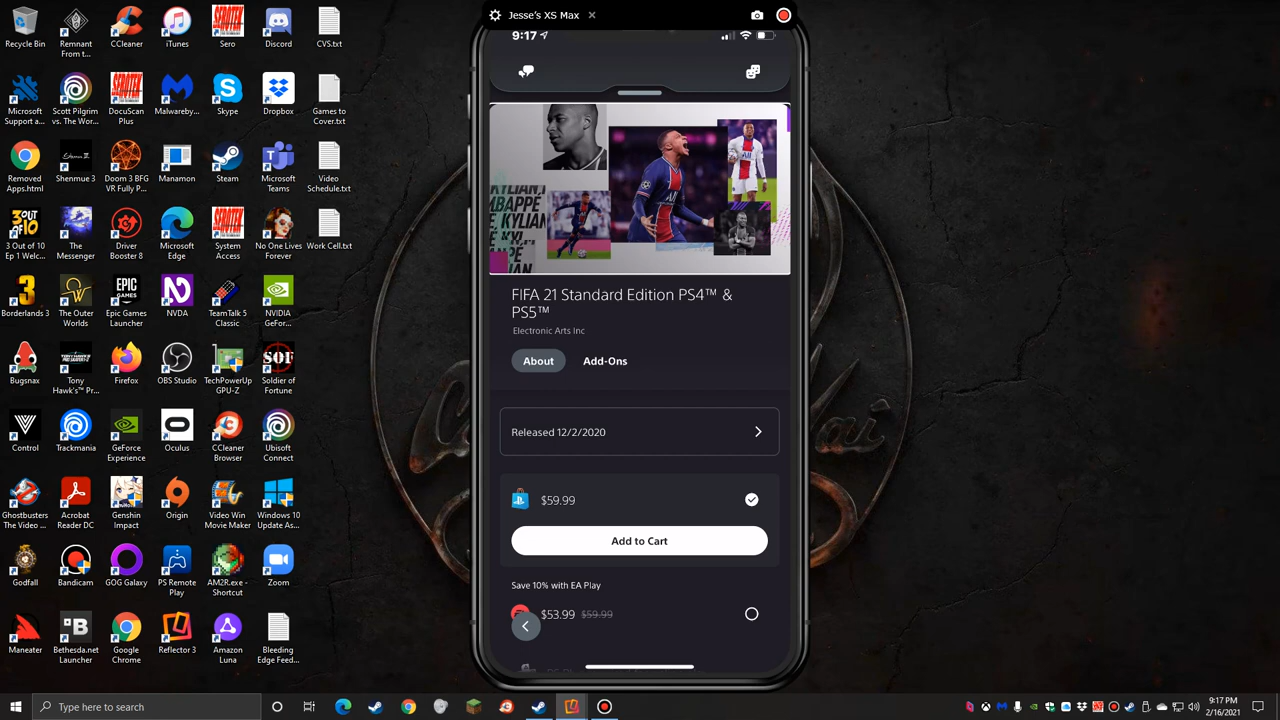 Jesse's XS Max
9:17
KYLIAN,
MBAPPÉ
FIFA 21 Standard Edition PS4™ &
PS5™
Electronic Arts Inc
About
Add-Ons
Released 12/2/2020
$59.99
Add to Cart
Save 10% with EA Play
$53.99 $59.99
Recycle Bin
Remnant
From t...
CCleaner
iTunes
Sero
Discord
CVS.txt
Microsoft
Support a...
Scott Pilgrim
vs. The Wor...
DocuScan
Plus
Malwareby...
Skype
Dropbox
Games to
Cover.txt
Removed
Apps.html
Shenmue 3
Doom 3 BFG
VR Fully P...
Manamon
Steam
Microsoft
Teams
Video
Schedule.txt
3 Out of 10
Ep 1 Welc...
The
Messenger
Driver
Booster 8
Microsoft
Edge
System
Access
No One Lives
Forever
Work Cell.txt
Borderlands 3
The Outer
Worlds
Epic Games
Launcher
NVDA
TeamTalk 5
Classic
NVIDIA
GeFor...
Bugsnax
Tony
Hawk's™ Pr...
Firefox
OBS Studio
TechPowerUp
GPU-Z
Soldier of
Fortune
Control
Trackmania
GeForce
Experience
Oculus
CCleaner
Browser
Ubisoft
Connect
Ghostbusters
The Video ...
Acrobat
Reader DC
Genshin
Impact
Origin
Video Win
Movie Maker
Windows 10
Update As...
Godfall
Bandicam
GOG Galaxy
PS Remote
Play
AM2R.exe -
Shortcut
Zoom
Maneater
Bethesda.net
Launcher
Google
Chrome
Reflector 3
Amazon
Luna
Bleeding
Edge Feed...
Type here to search
9:17 PM
2/16/2021